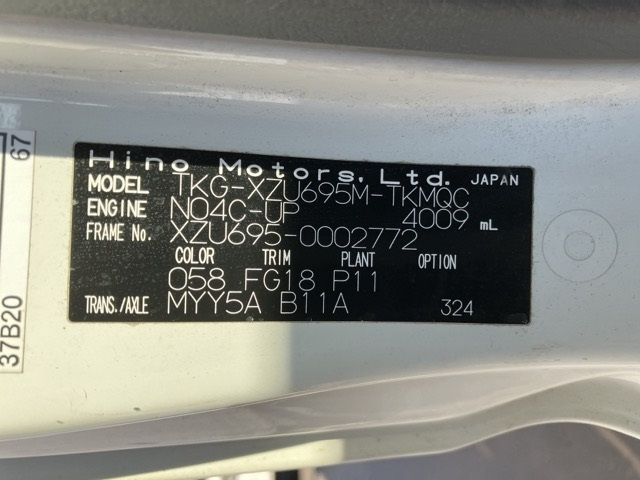 Hino Motors, Ltd. JAPAN
MODEL TKG-XZU695M-TKMQC
ENGINE N04C-UP 4009 mL
FRAME No. XZU695-0002772
COLOR TRIM PLANT OPTION
058 FG18 P11
TRANS./AXLE MYY5A B11A 324
37B20 67